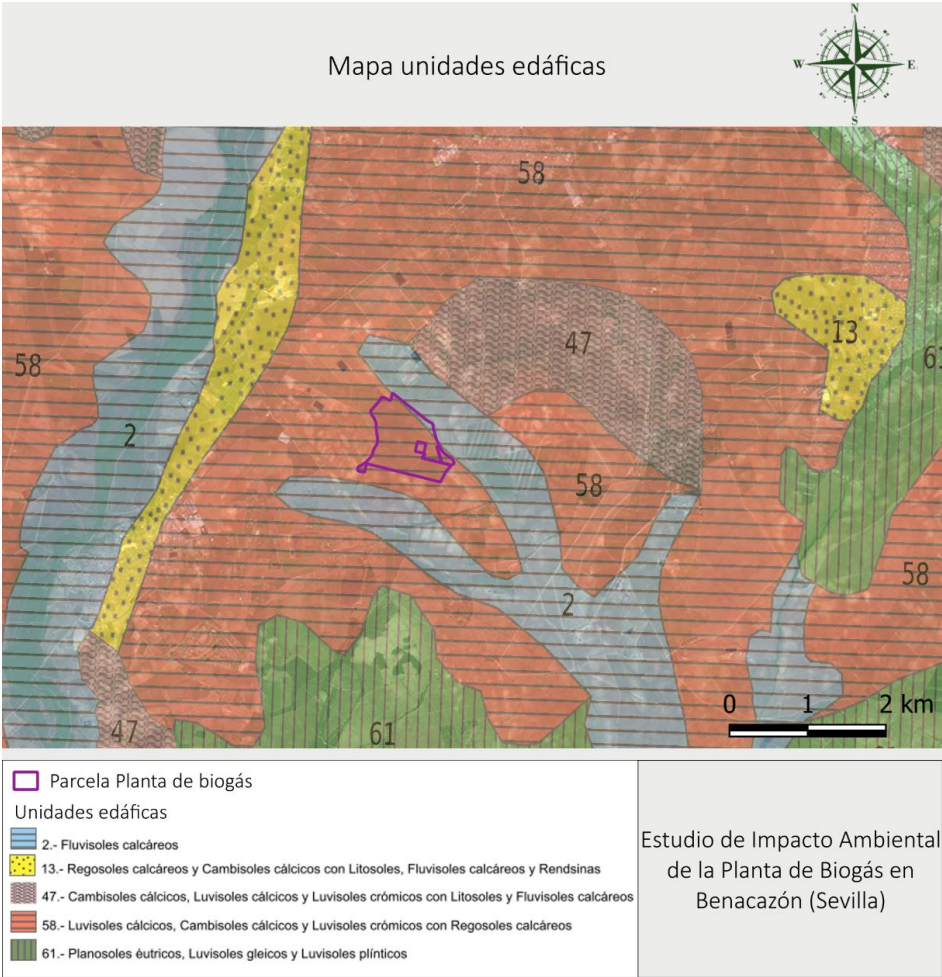 Mapa unidades edáficas
N
W
E
S
58
47
13
61
58
2
58
58
2
47
61
0 1 2 km
Parcela Planta de biogás
Unidades edáficas
2.- Fluvisoles calcáreos
13.- Regosoles calcáreos y Cambisoles cálcicos con Litosoles, Fluvisoles calcáreos y Rendsinas
47.- Cambisoles cálcicos, Luvisoles cálcicos y Luvisoles crómicos con Litosoles y Fluvisoles calcáreos
58.- Luvisoles cálcicos, Cambisoles cálcicos y Luvisoles crómicos con Regosoles calcáreos
61.- Planosoles éutricos, Luvisoles gleicos y Luvisoles plínticos
Estudio de Impacto Ambiental
de la Planta de Biogás en
Benacazón (Sevilla)